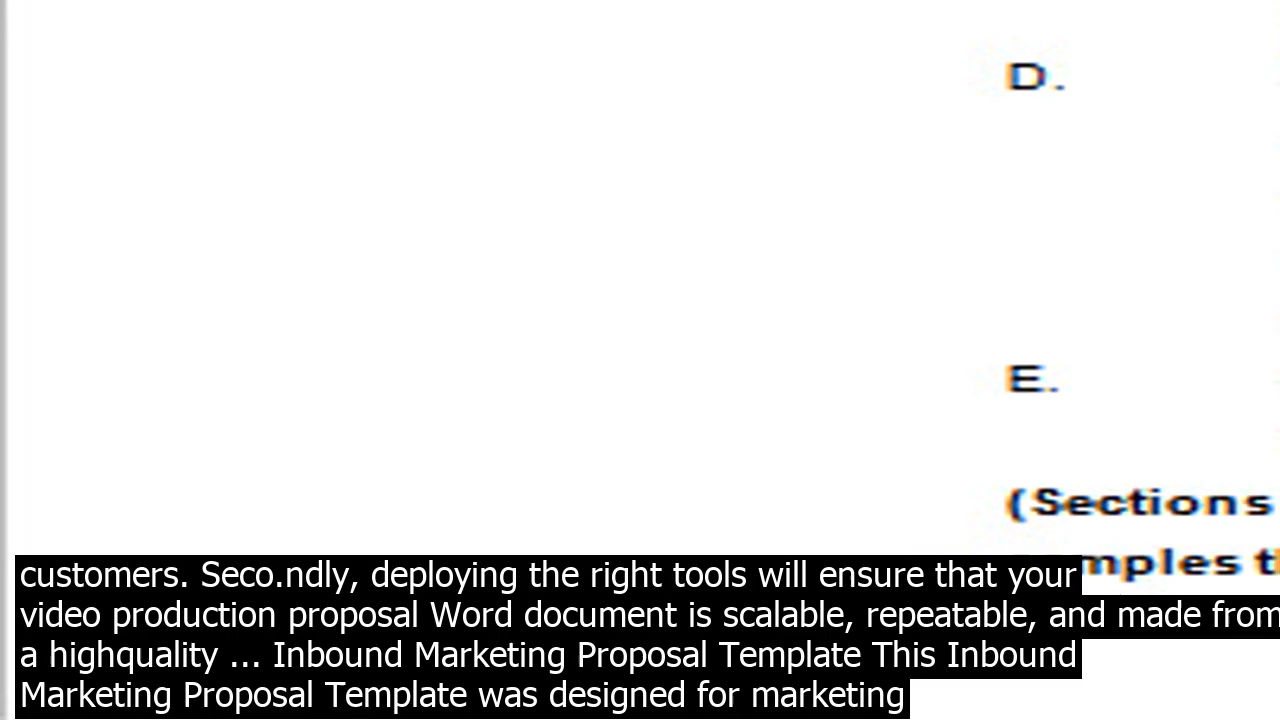 D.
E.
(Sections
customers. Seco.ndly, deploying the right tools will ensure that your
video production proposal Word document is scalable, repeatable, and made from
a highquality ... Inbound Marketing Proposal Template This Inbound
Marketing Proposal Template was designed for marketing